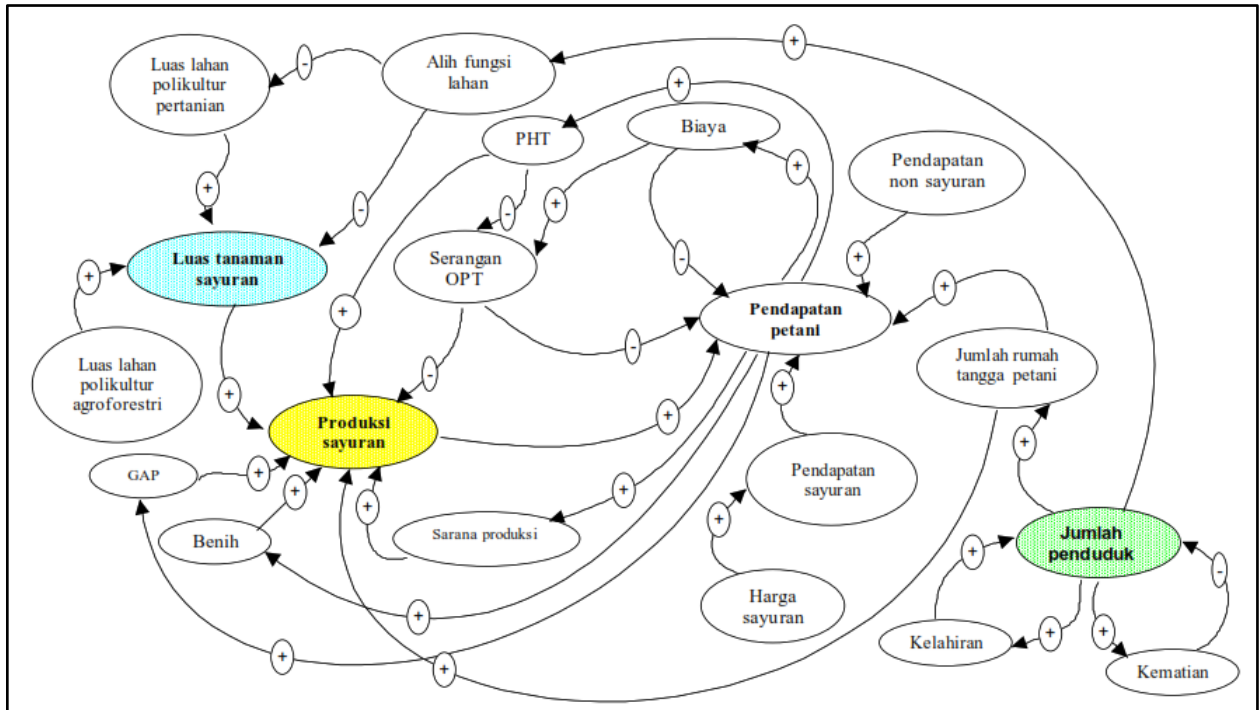 +
Luas lahan
polikultur
pertanian
-
Alih fungsi
lahan
+
PHT
Biaya
Pendapatan
non sayuran
+
+
-
-
+
+
Luas tanaman
sayuran
Serangan
OPT
-
+
+
+
+
Pendapatan
petani
-
Luas lahan
polikultur
agroforestri
-
Jumlah rumah
tangga petani
+
+
Produksi
sayuran
+
+
GAP
+
+
+
+
Pendapatan
sayuran
Benih
Sarana produksi
+
Jumlah
penduduk
+
-
Harga
sayuran
+
+
+
Kelahiran
+
+
Kematian